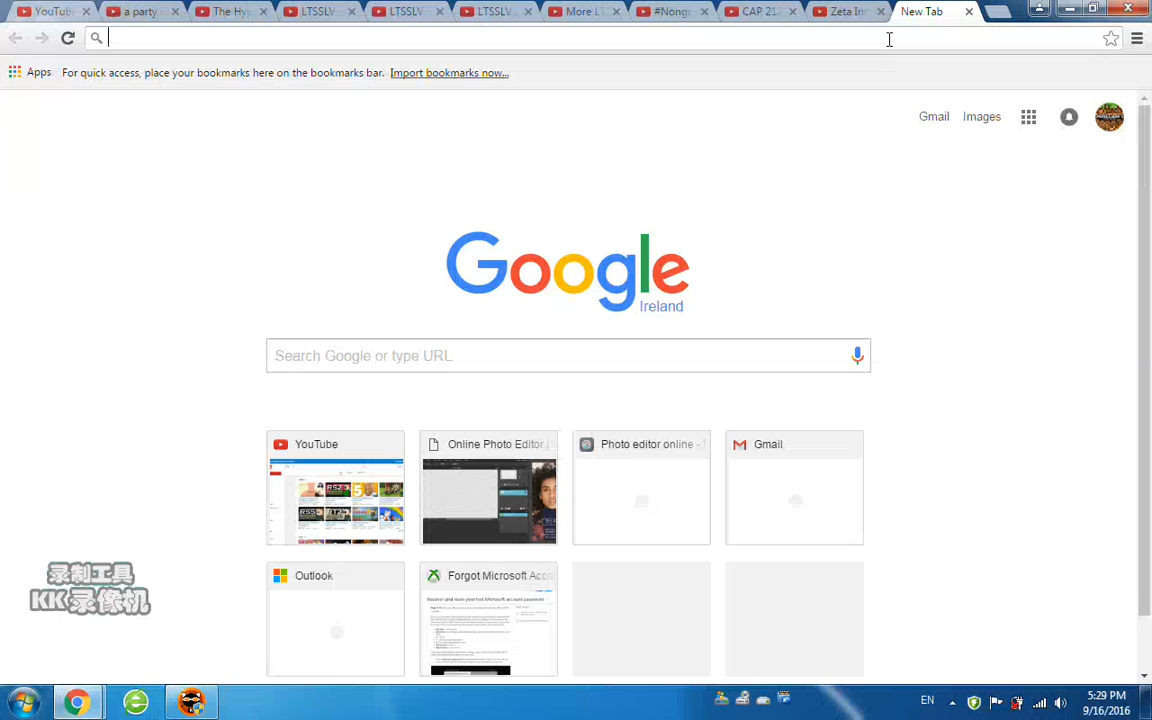 YouTub
a party
The Hy
LTSSLV
LTSSLV
LTSSLV
More LT
#Nong
CAP 21
Zeta In
New Tab
Apps
For quick access, place your bookmarks here on the bookmarks bar. Import bookmarks now...
Gmail
Images
Google
Ireland
Search Google or type URL
YouTube
Online Photo Editor
Photo editor online -
Gmail
Outlook
Forgot Microsoft Acc
录制工具
KK录像机
EN
5:29 PM
9/16/2016